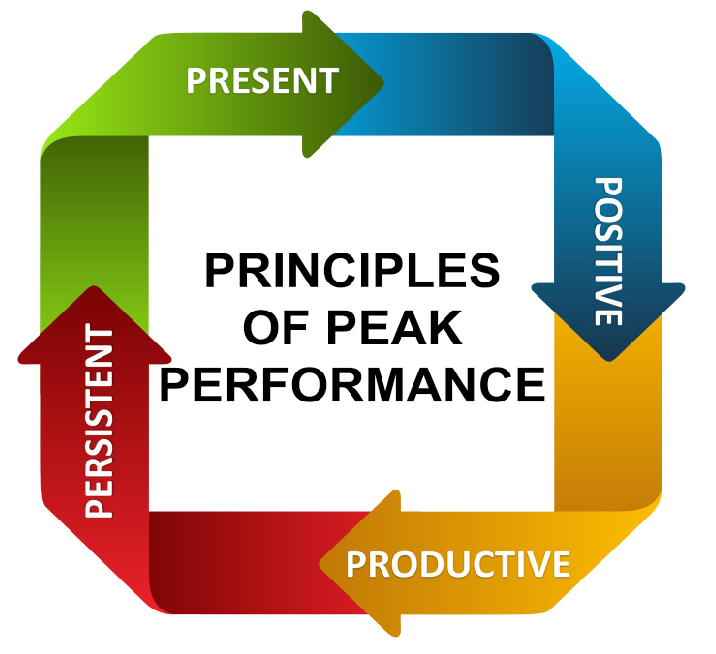 PRESENT
POSITIVE
PRINCIPLES
OF PEAK
PERFORMANCE
PERSISTENT
PRODUCTIVE